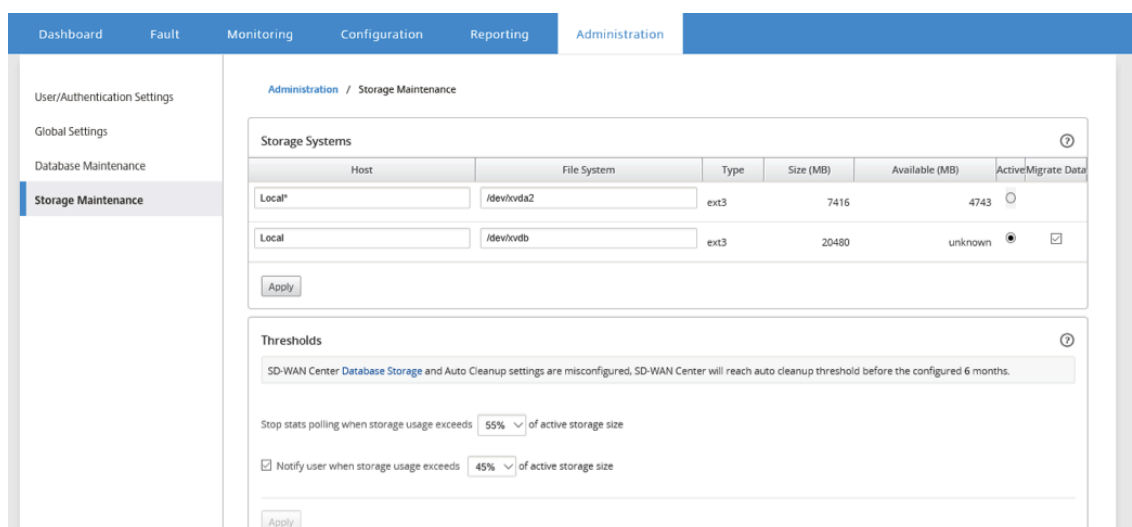 Dashboard Fault Monitoring Configuration Reporting Administration
User/Authentication Settings
Global Settings
Database Maintenance
Storage Maintenance
Administration / Storage Maintenance
Storage Systems ?
Host File System Type Size (MB) Available (MB) Active Migrate Data
Local* /dev/xvda2 ext3 7416 4743
Local /dev/xvdb ext3 20480 unknown
Apply
Thresholds ?
SD-WAN Center Database Storage and Auto Cleanup settings are misconfigured, SD-WAN Center will reach auto cleanup threshold before the configured 6 months.
Stop stats polling when storage usage exceeds 55% of active storage size
Notify user when storage usage exceeds 45% of active storage size
Apply